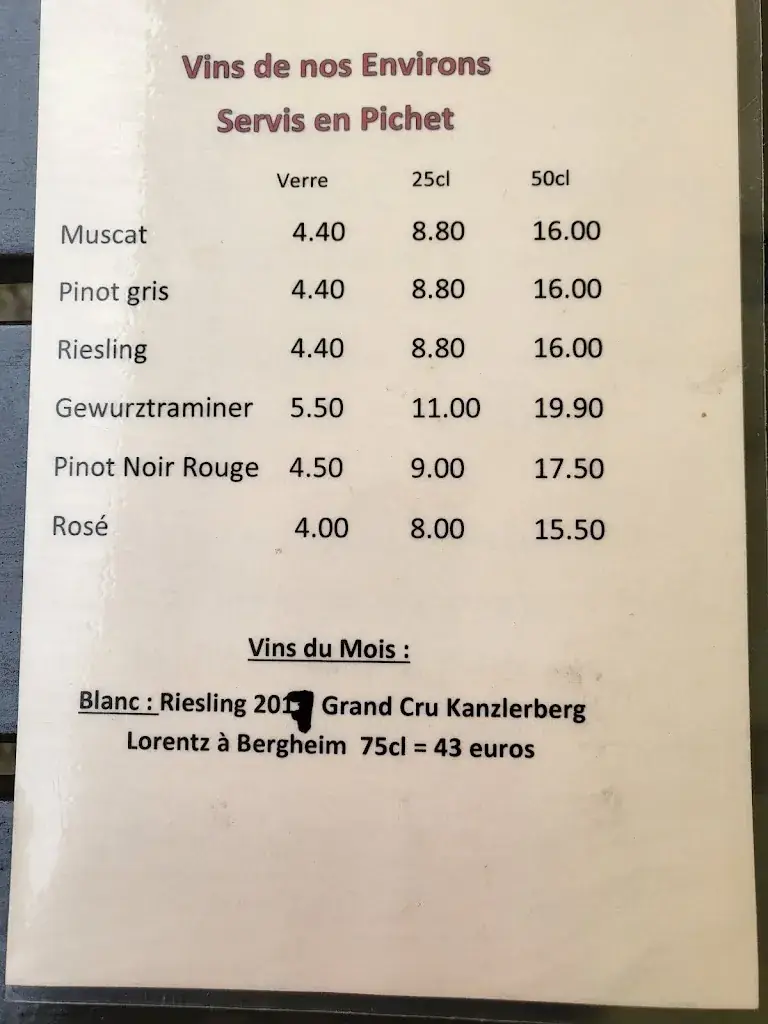 Vins de nos Environs
Servis en Pichet
Verre 25cl 50cl
Muscat 4.40 8.80 16.00
Pinot gris 4.40 8.80 16.00
Riesling 4.40 8.80 16.00
Gewurztraminer 5.50 11.00 19.90
Pinot Noir Rouge 4.50 9.00 17.50
Rosé 4.00 8.00 15.50
Vins du Mois :
Blanc : Riesling Grand Cru Kanzlerberg
Lorentz à Bergheim 75cl = 43 euros